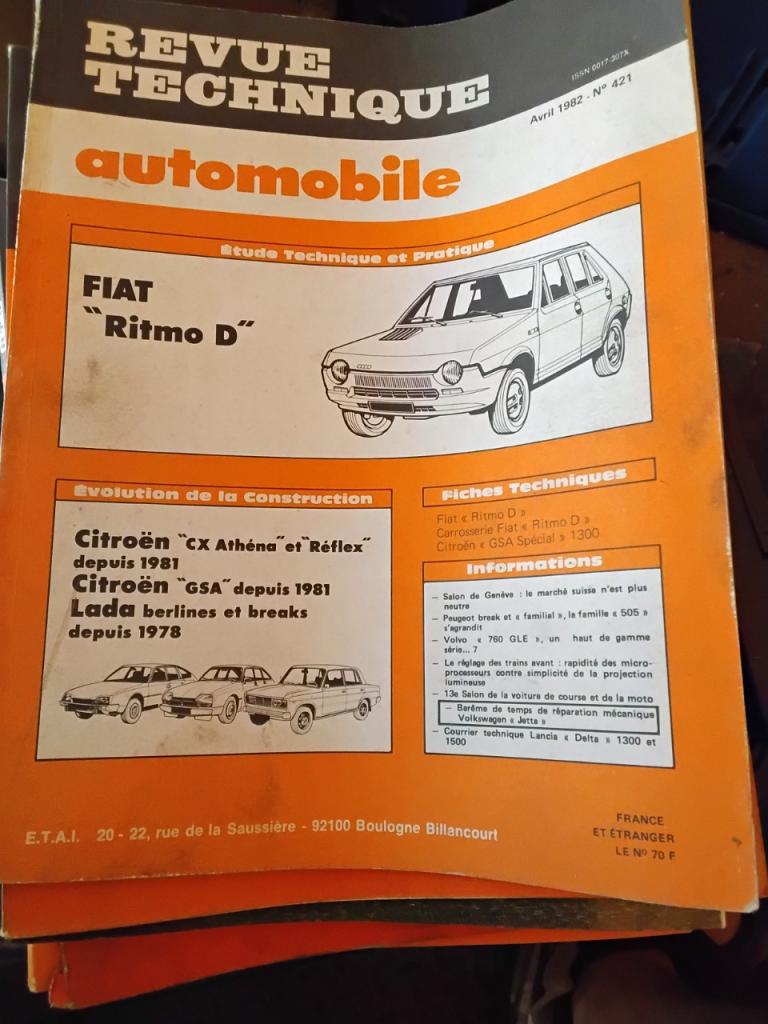 REVUE
TECHNIQUE
ISSN 0017-307X
Avril 1982 - N° 421
automobile
Étude Technique et Pratique
FIAT
"Ritmo D"
Évolution de la Construction
Citroën "CX Athéna" et "Réflex"
depuis 1981
Citroën "GSA" depuis 1981
Lada berlines et breaks
depuis 1978
Fiches Techniques
Fiat « Ritmo D »
Carrosserie Fiat « Ritmo D »
Citroën « GSA Spécial » 1300
Informations
— Salon de Genève : le marché suisse n'est plus
neutre
— Peugeot break et « familial », la famille « 505 »
s'agrandit
— Volvo « 760 GLE », un haut de gamme
série... 7
— Le réglage des trains avant : rapidité des micro-
processeurs contre simplicité de la projection
lumineuse
— 13e Salon de la voiture de course et de la moto
— Barême de temps de réparation mécanique
Volkswagen « Jetta »
— Courrier technique Lancia « Delta » 1300 et
1500
E.T.A.I. 20 - 22, rue de la Saussière - 92100 Boulogne Billancourt
FRANCE
ET ÉTRANGER
LE N° 70 F